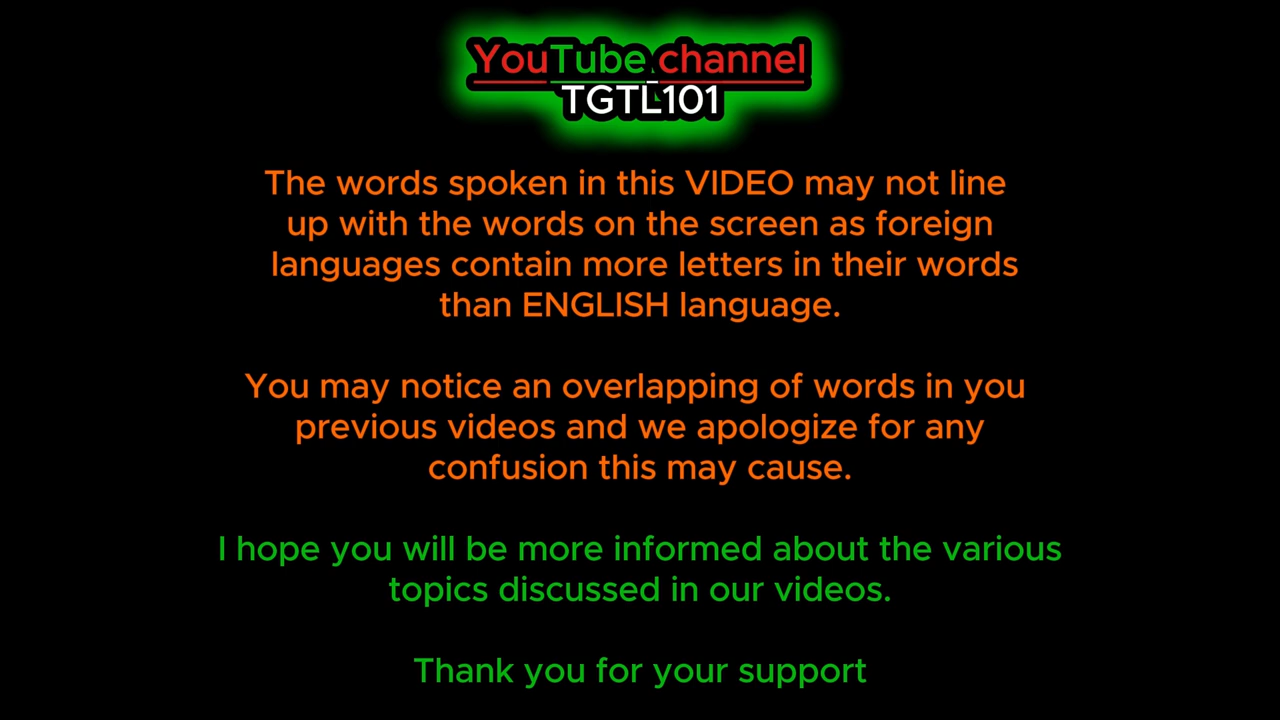 YouTube channel
TGTL101
The words spoken in this VIDEO may not line
up with the words on the screen as foreign
languages contain more letters in their words
than ENGLISH language.
You may notice an overlapping of words in you
previous videos and we apologize for any
confusion this may cause.
I hope you will be more informed about the various
topics discussed in our videos.
Thank you for your support